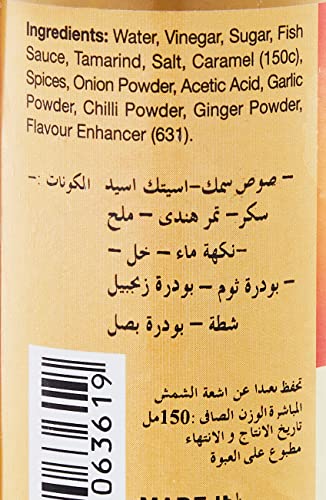 Ingredients: Water, Vinegar, Sugar, Fish
Sauce, Tamarind, Salt, Caramel (150c),
Spices, Onion Powder, Acetic Acid, Garlic
Powder, Chilli Powder, Ginger Powder,
Flavour Enhancer (631).
الكونات :- – صوص سمك- اسيتك اسيد
سكر - تمر هندى - ملح
-نكهة ماء - خل -
- بودرة ثوم - بودرة زنجبيل
شطة - بودرة بصل
تحفظ بعيدا عن اشعة الشمش
المباشرة الوزن الصافى :150مل
تاريخ الانتاج و الانتهاء
مطبوع على العبوة
063619